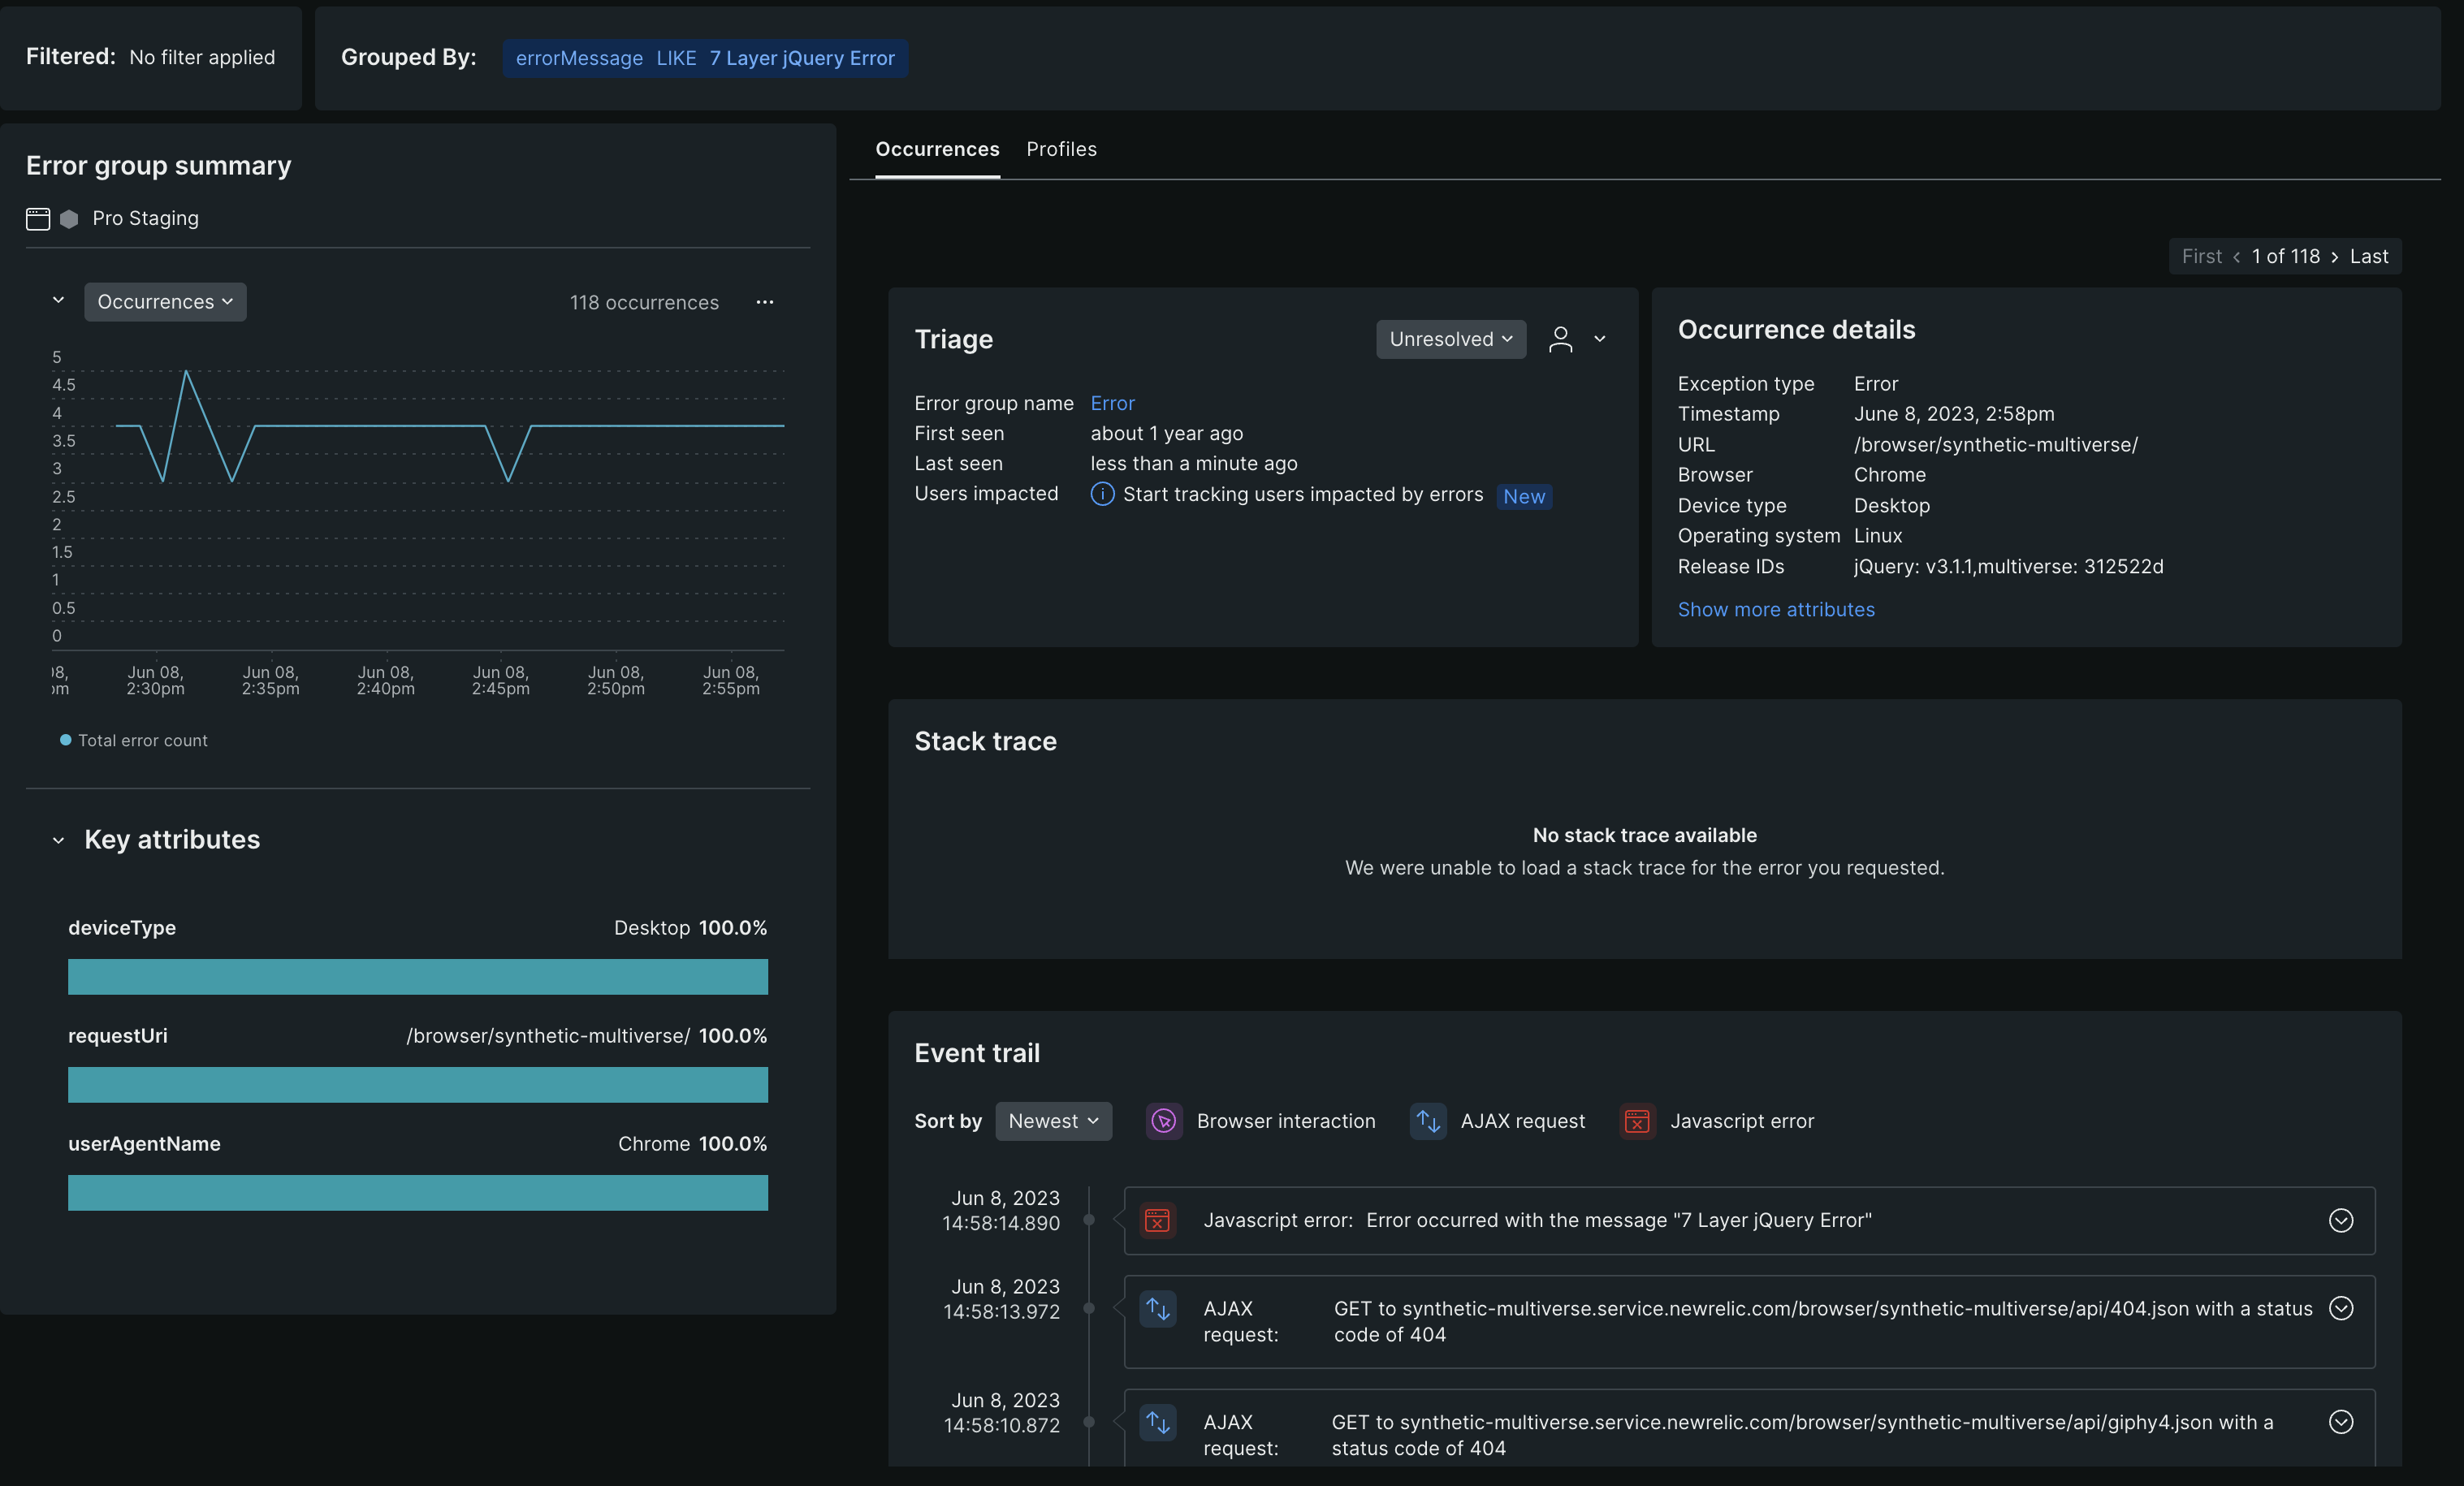 Filtered: No filter applied
Grouped By: errorMessage LIKE 7 Layer jQuery Error
Error group summary
Pro Staging
Occurrences
118 occurrences
5
4.5
4
3.5
3
2.5
2
1.5
1
0.5
0
Jun 08, 2:30pm
Jun 08, 2:35pm
Jun 08, 2:40pm
Jun 08, 2:45pm
Jun 08, 2:50pm
Jun 08, 2:55pm
Total error count
Key attributes
deviceType Desktop 100.0%
requestUri /browser/synthetic-multiverse/ 100.0%
userAgentName Chrome 100.0%
Occurrences Profiles
First 1 of 118 Last
Triage
Unresolved
Error group name Error
First seen about 1 year ago
Last seen less than a minute ago
Users impacted Start tracking users impacted by errors New
Occurrence details
Exception type Error
Timestamp June 8, 2023, 2:58pm
URL /browser/synthetic-multiverse/
Browser Chrome
Device type Desktop
Operating system Linux
Release IDs jQuery: v3.1.1,multiverse: 312522d
Show more attributes
Stack trace
No stack trace available
We were unable to load a stack trace for the error you requested.
Event trail
Sort by Newest Browser interaction AJAX request Javascript error
Jun 8, 2023
14:58:14.890
Javascript error: Error occurred with the message "7 Layer jQuery Error"
Jun 8, 2023
14:58:13.972
AJAX request:
GET to synthetic-multiverse.service.newrelic.com/browser/synthetic-multiverse/api/404.json with a status
code of 404
Jun 8, 2023
14:58:10.872
AJAX request:
GET to synthetic-multiverse.service.newrelic.com/browser/synthetic-multiverse/api/giphy4.json with a
status code of 404